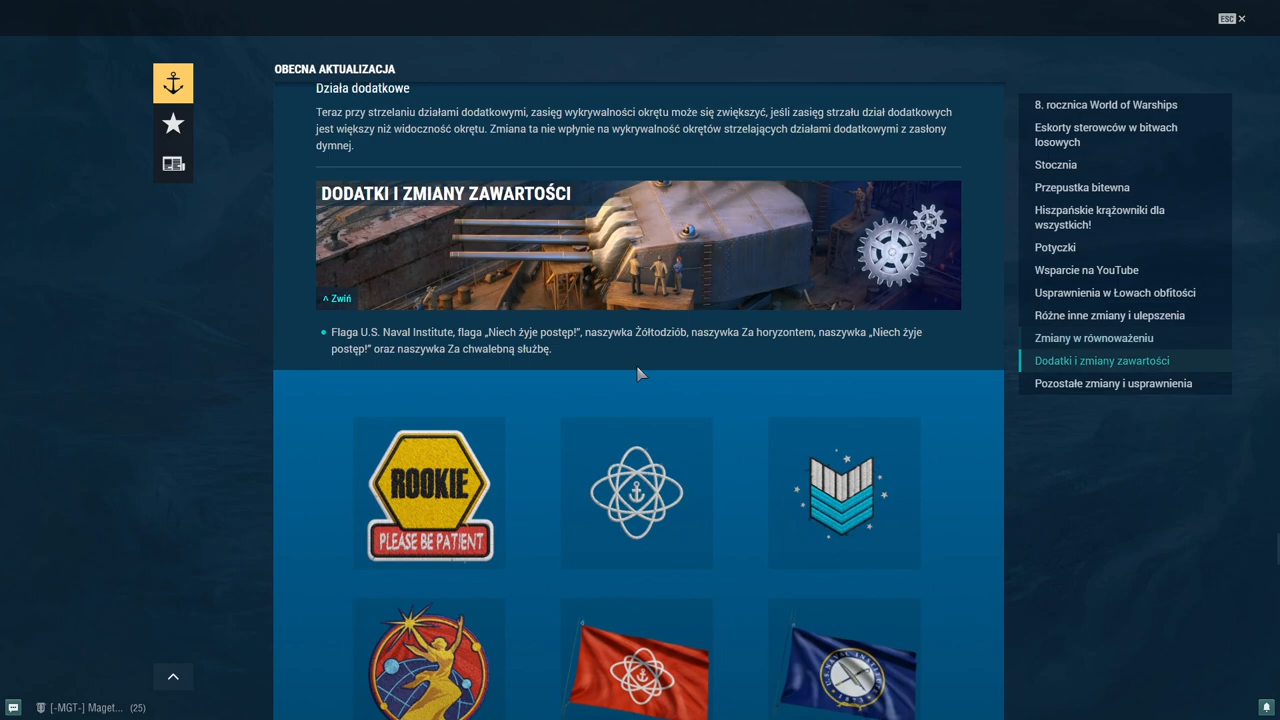 ESC ×
OBECNA AKTUALIZACJA
Działa dodatkowe
Teraz przy strzelaniu działami dodatkowymi, zasięg wykrywalności okrętu może się zwiększyć, jeśli zasięg strzału dział dodatkowych
jest większy niż widoczność okrętu. Zmiana ta nie wpłynie na wykrywalność okrętów strzelających działami dodatkowymi z zasłony
dymnej.
DODATKI I ZMIANY ZAWARTOŚCI
^ Zwiń
Flaga U.S. Naval Institute, flaga „Niech żyje postęp!”, naszywka Żółtodziób, naszywka Za horyzontem, naszywka „Niech żyje
postęp!” oraz naszywka Za chwalebną służbę.
ROOKIE
PLEASE BE PATIENT
U.S. NAVAL INSTITUTE
8. rocznica World of Warships
Eskorty sterowców w bitwach
losowych
Stocznia
Przepustka bitewna
Hiszpańskie krążowniki dla
wszystkich!
Potyczki
Wsparcie na YouTube
Usprawnienia w Łowach obfitości
Różne inne zmiany i ulepszenia
Zmiany w równoważeniu
Dodatki i zmiany zawartości
Pozostałe zmiany i usprawnienia
[-MGT-] Maget... (25)